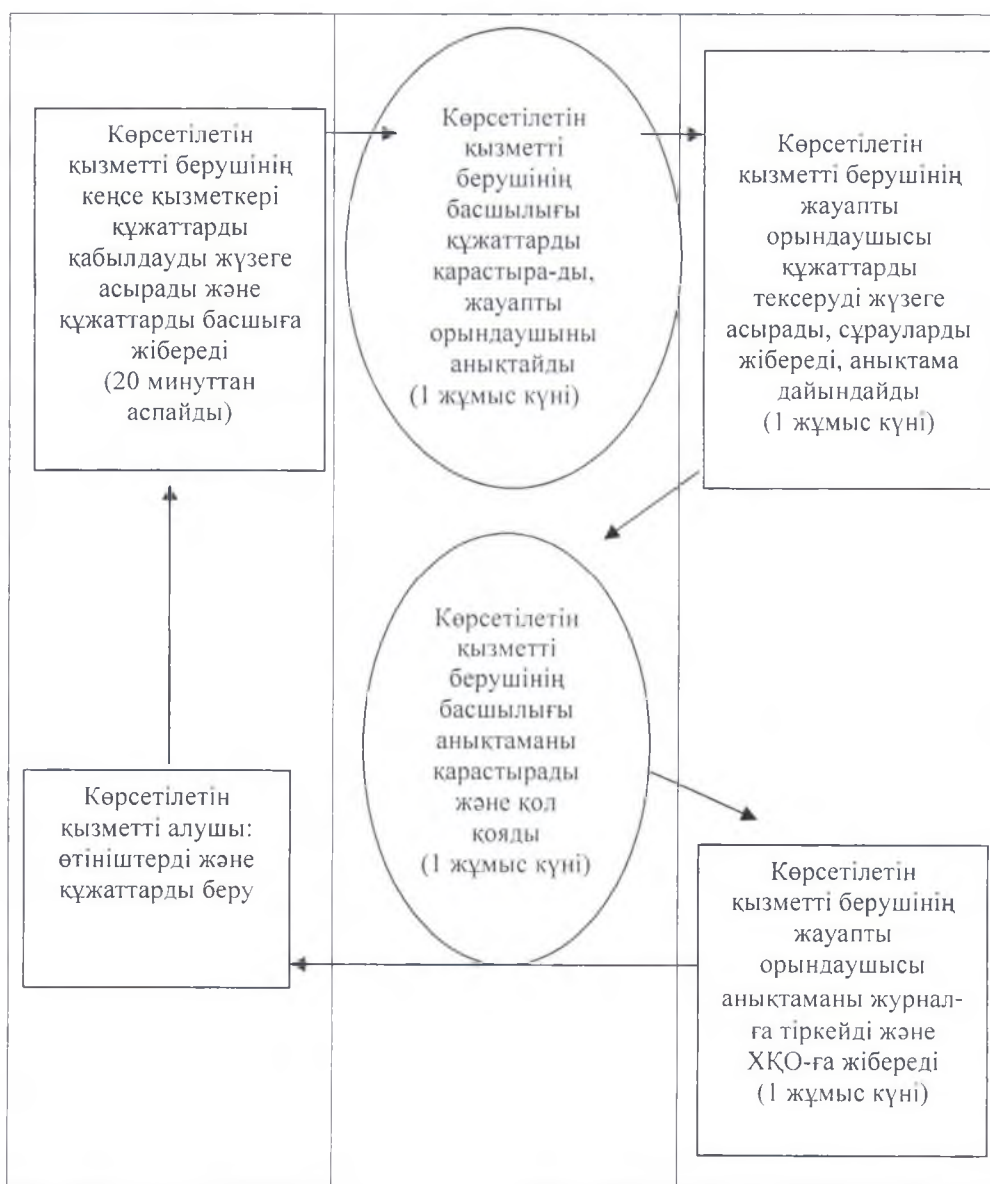 Көрсетілетін
қызметті берушінің
кеңсе қызметкері
құжаттарды
қабылдауды жүзеге
асырады және
құжаттарды басшыға
жібереді
(20 минуттан
аспайды)
Көрсетілетін
қызметті
берушінің
басшылығы
құжаттарды
қарастыра-ды,
жауапты
орындаушыны
анықтайды
(1 жұмыс күні)
Көрсетілетін
қызметті берушінің
жауапты
орындаушысы
құжаттарды
тексеруді жүзеге
асырады, сұрауларды
жібереді, анықтама
дайындайды
(1 жұмыс күні)
Көрсетілетін
қызметті
берушінің
басшылығы
анықтаманы
қарастырады
және қол
қояды
(1 жұмыс күні)
Көрсетілетін
қызметті алушы:
өтініштерді және
құжаттарды беру
Көрсетілетін
қызметті берушінің
жауапты
орындаушысы
анықтаманы журнал-
ға тіркейді және
ХҚО-ға жібереді
(1 жұмыс күні)